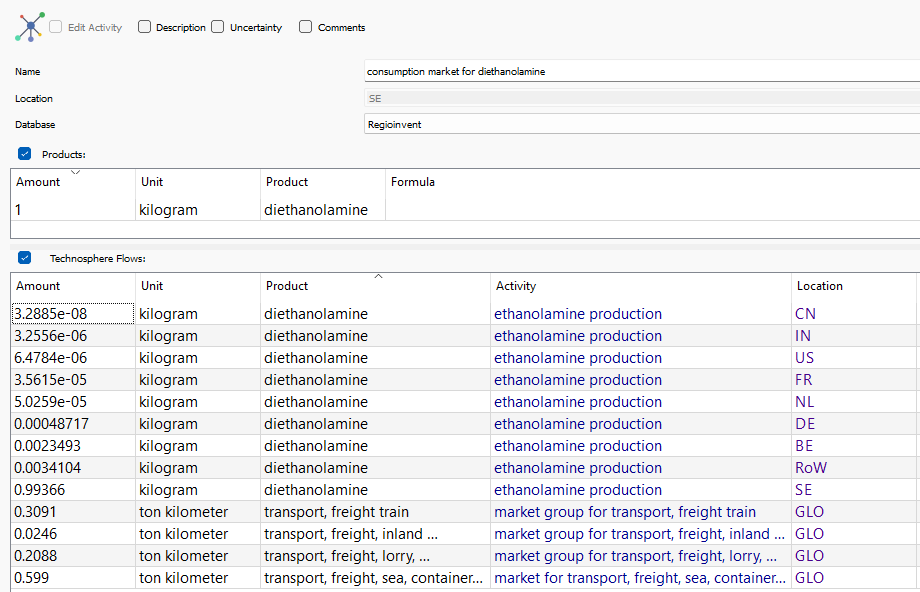 Edit Activity Description Uncertainty Comments
Name consumption market for diethanolamine
Location SE
Database Regioinvent
Products:
Amount Unit Product Formula
1 kilogram diethanolamine
Technosphere Flows:
Amount Unit Product Activity Location
3.2885e-08 kilogram diethanolamine ethanolamine production CN
3.2556e-06 kilogram diethanolamine ethanolamine production IN
6.4784e-06 kilogram diethanolamine ethanolamine production US
3.5615e-05 kilogram diethanolamine ethanolamine production FR
5.0259e-05 kilogram diethanolamine ethanolamine production NL
0.00048717 kilogram diethanolamine ethanolamine production DE
0.0023493 kilogram diethanolamine ethanolamine production BE
0.0034104 kilogram diethanolamine ethanolamine production RoW
0.99366 kilogram diethanolamine ethanolamine production SE
0.3091 ton kilometer transport, freight train market group for transport, freight train GLO
0.0246 ton kilometer transport, freight, inland ... market group for transport, freight, inland ... GLO
0.2088 ton kilometer transport, freight, lorry, ... market group for transport, freight, lorry, ... GLO
0.599 ton kilometer transport, freight, sea, container... market for transport, freight, sea, container... GLO